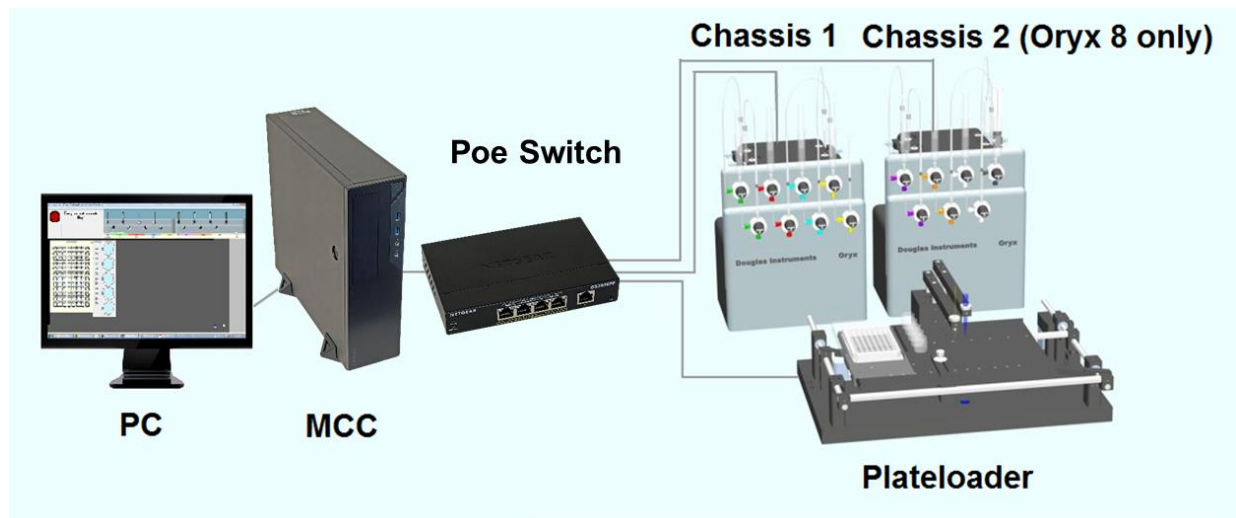 Chassis 1
Chassis 2 (Oryx 8 only)
Poe Switch
NETGEAR
Douglas Instruments
Oryx
Douglas Instruments
Oryx
PC
MCC
Plateloader